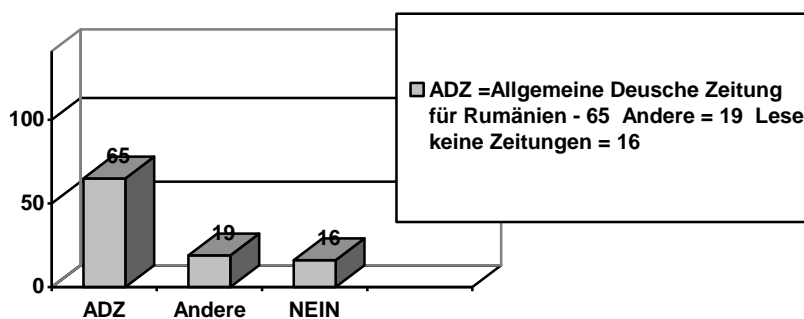 ADZ =Allgemeine Deusche Zeitung
für Rumänien - 65 Andere = 19 Lese
keine Zeitungen = 16
100
50
0
65
19
16
ADZ
Andere
NEIN